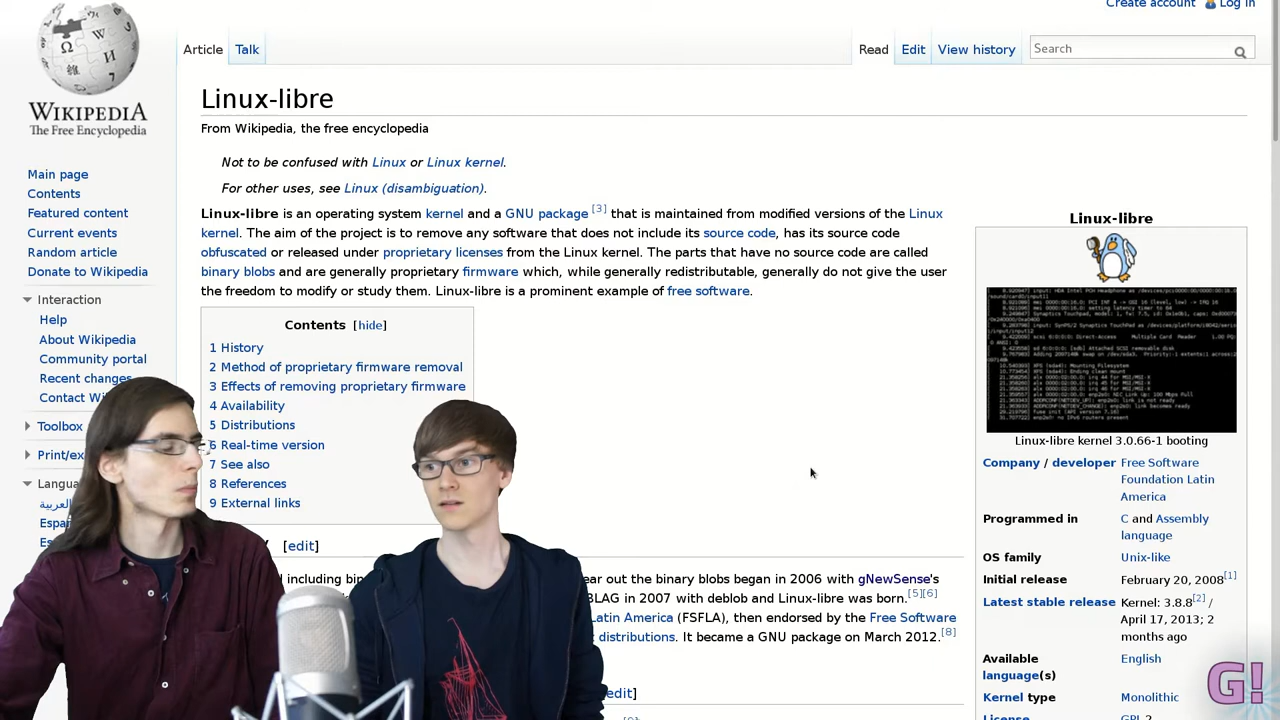 Create account Log in
Article Talk Read Edit View history Search
WIKIPEDIA
The Free Encyclopedia
Main page
Contents
Featured content
Current events
Random article
Donate to Wikipedia
Interaction
Help
About Wikipedia
Community portal
Recent changes
Contact
Toolbox
Print/
Langua
العربية
Españ
Linux-libre
From Wikipedia, the free encyclopedia
Not to be confused with Linux or Linux kernel.
For other uses, see Linux (disambiguation).
Linux-libre is an operating system kernel and a GNU package [3] that is maintained from modified versions of the Linux
kernel. The aim of the project is to remove any software that does not include its source code, has its source code
obfuscated or released under proprietary licenses from the Linux kernel. The parts that have no source code are called
binary blobs and are generally proprietary firmware which, while generally redistributable, generally do not give the user
the freedom to modify or study them. Linux-libre is a prominent example of free software.
Contents [hide]
1 History
2 Method of proprietary firmware removal
3 Effects of removing proprietary firmware
4 Availability
5 Distributions
6 Real-time version
7 See also
8 References
9 External links
[edit]
including ear out the binary blobs began in 2006 with gNewSense's
BLAG in 2007 with deblob and Linux-libre was born.[5][6]
Latin America (FSFLA), then endorsed by the Free Software
distributions. It became a GNU package on March 2012.[8]
edit]
Linux-libre
Linux-libre kernel 3.0.66-1 booting
Company / developer Free Software
Foundation Latin
America
Programmed in C and Assembly
language
OS family Unix-like
Initial release February 20, 2008[1]
Latest stable release Kernel: 3.8.8[2] /
April 17, 2013; 2
months ago
Available English
language(s)
Kernel type Monolithic
License GPL 2
G!